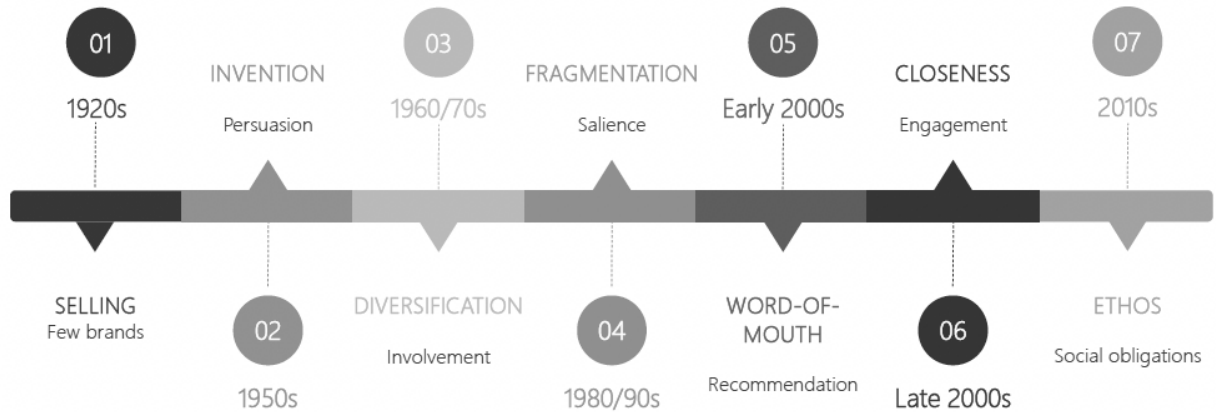 01
1920s
SELLING
Few brands
INVENTION
Persuasion
02
1950s
03
1960/70s
DIVERSIFICATION
Involvement
FRAGMENTATION
Salience
04
1980/90s
05
Early 2000s
WORD-OF-
MOUTH
Recommendation
CLOSENESS
Engagement
06
Late 2000s
07
2010s
ETHOS
Social obligations